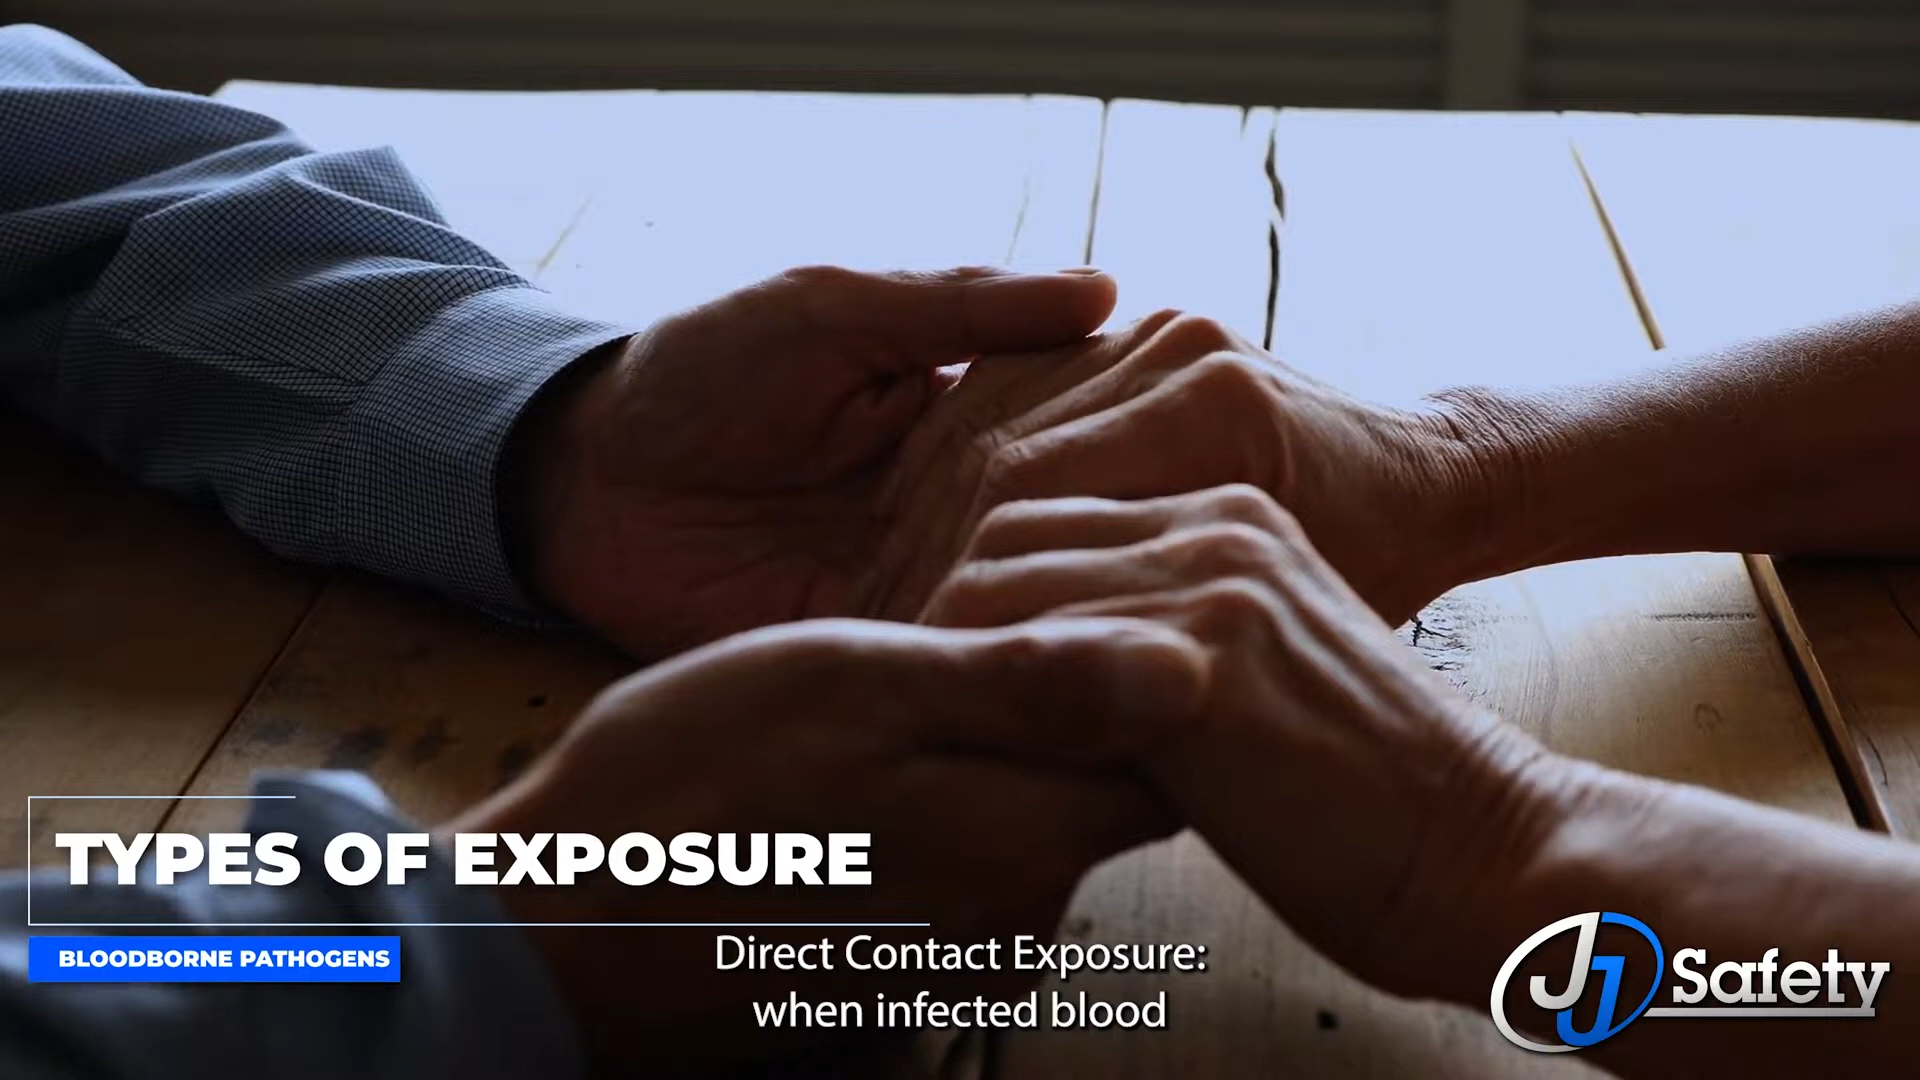 TYPES OF EXPOSURE
BLOODBORNE PATHOGENS
Direct Contact Exposure:
when infected blood
JJ Safety